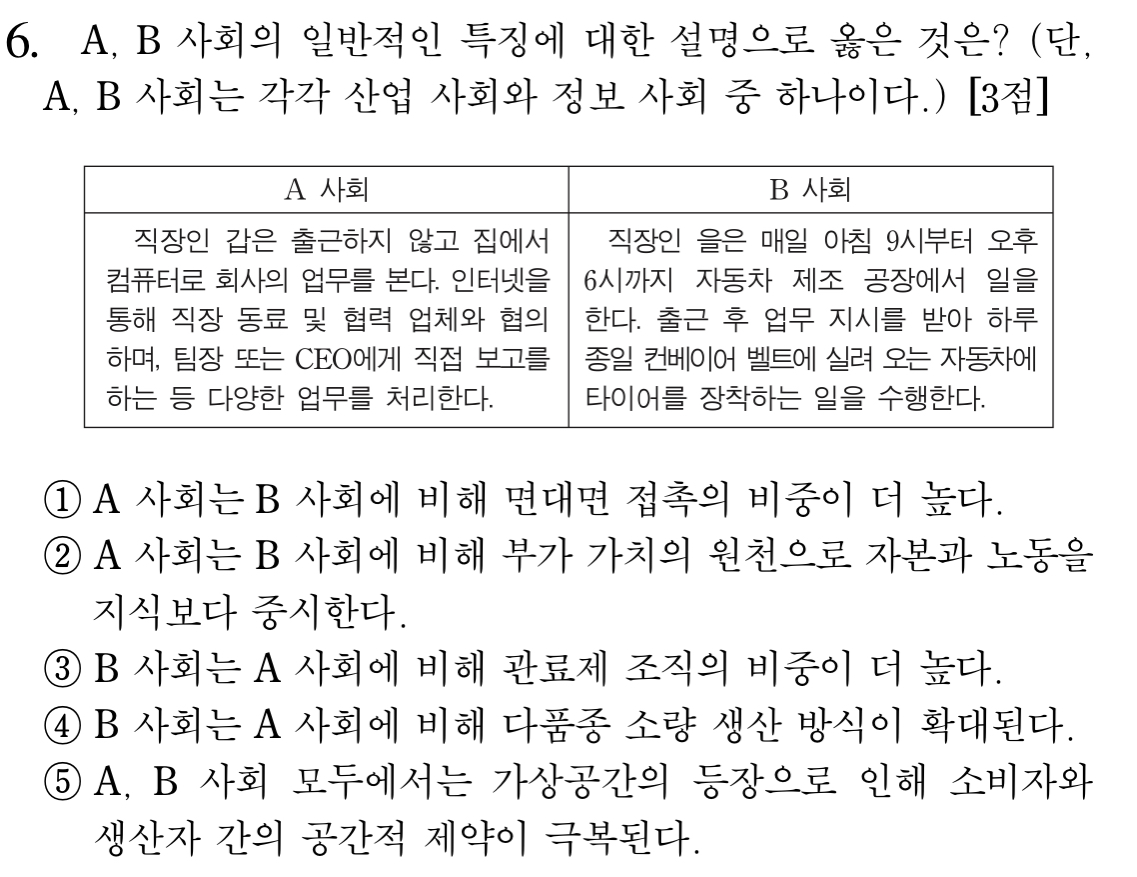 6. A, B 사회의 일반적인 특징에 대한 설명으로 옳은 것은? (단,
A, B 사회는 각각 산업 사회와 정보 사회 중 하나이다.) [3점]
A 사회
직장인 갑은 출근하지 않고 집에서
컴퓨터로 회사의 업무를 본다. 인터넷을
통해 직장 동료 및 협력 업체와 협의
하며, 팀장 또는 CEO에게 직접 보고를
하는 등 다양한 업무를 처리한다.
B 사회
직장인 을은 매일 아침 9시부터 오후
6시까지 자동차 제조 공장에서 일을
한다. 출근 후 업무 지시를 받아 하루
종일 컨베이어 벨트에 실려 오는 자동차에
타이어를 장착하는 일을 수행한다.
① A 사회는 B 사회에 비해 면대면 접촉의 비중이 더 높다.
② A 사회는 B 사회에 비해 부가 가치의 원천으로 자본과 노동을
지식보다 중시한다.
③ B 사회는 A 사회에 비해 관료제 조직의 비중이 더 높다.
④ B 사회는 A 사회에 비해 다품종 소량 생산 방식이 확대된다.
⑤ A, B 사회 모두에서는 가상공간의 등장으로 인해 소비자와
생산자 간의 공간적 제약이 극복된다.